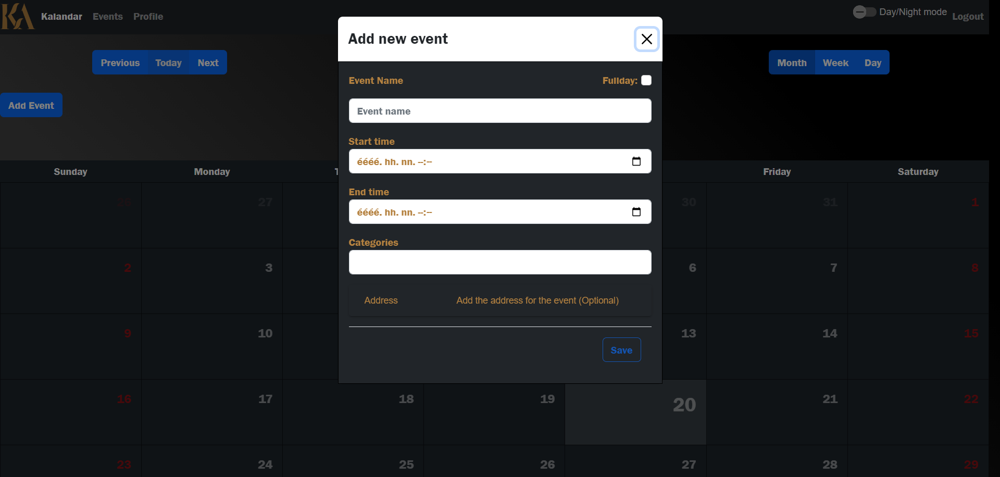 KA Kalandar Events Profile
Day/Night mode Logout
Add new event
Previous Today Next
Month Week Day
Add Event
Event Name Fullday:
Event name
Start time
éééé. hh. nn. --:--
End time
éééé. hh. nn. --:--
Categories
Address Add the address for the event (Optional)
Save
Sunday Monday T Friday Saturday
26 27 30 31 1
2 3 6 7 8
9 10 13 14 15
16 17 18 19 20 21 22
23 24 25 26 27 28 29